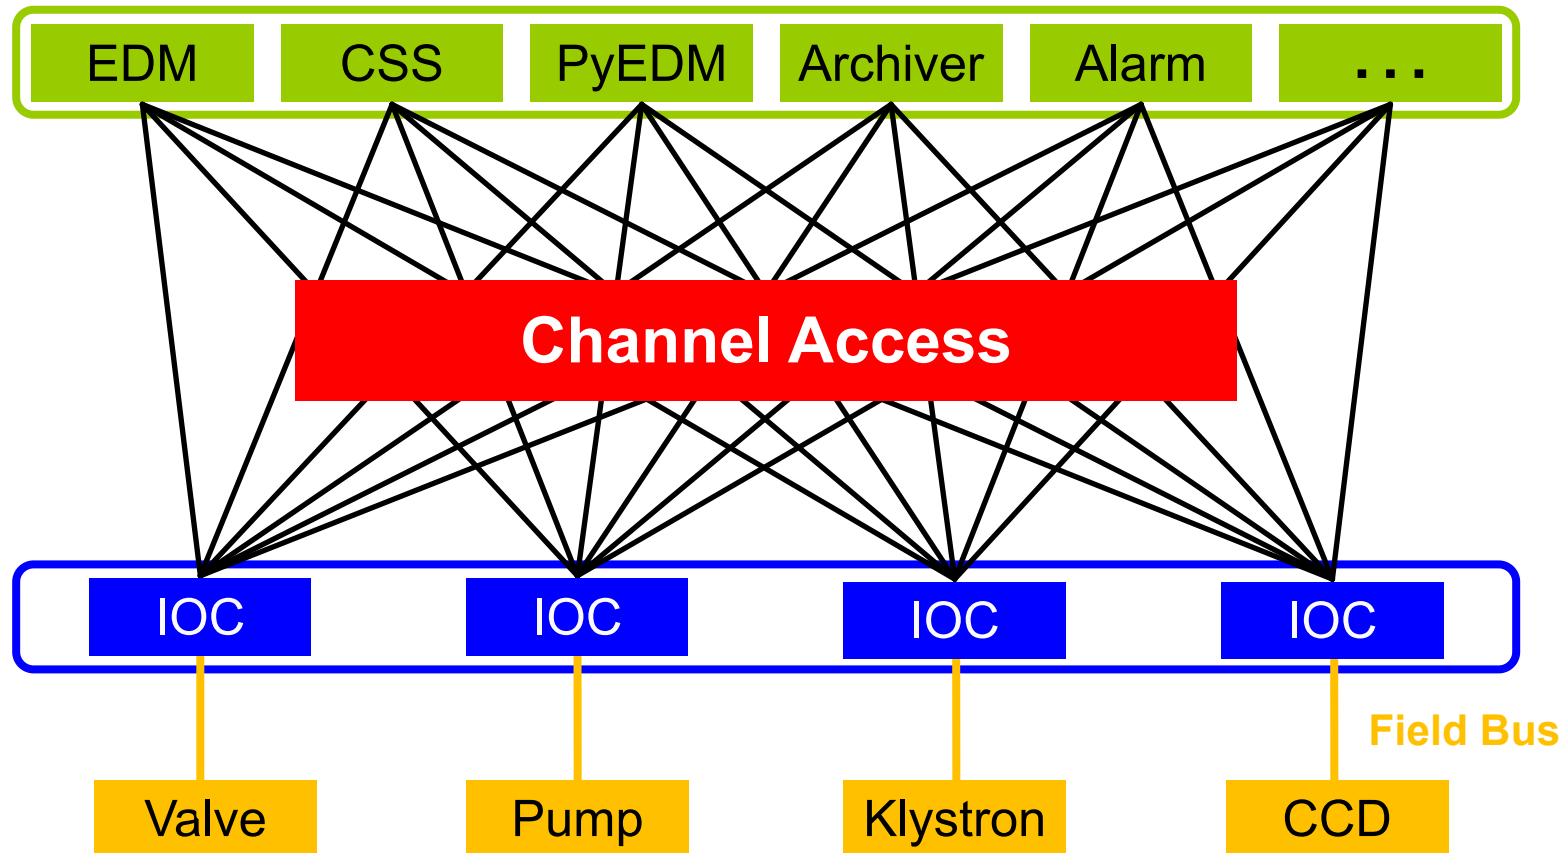 EDM CSS PyEDM Archiver Alarm ...
Channel Access
IOC IOC IOC IOC
Field Bus
Valve Pump Klystron CCD